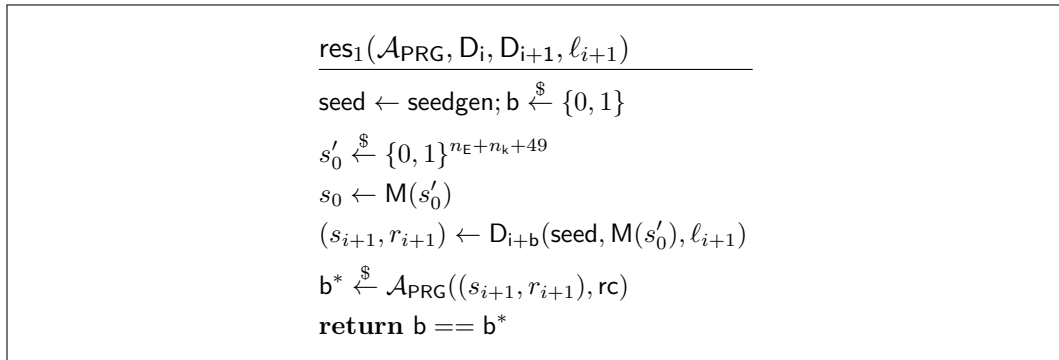 res₁(𝒜_PRG, D_i, D_{i+1}, ℓ_{i+1})
seed ← seedgen; b ←$ {0, 1}
s′₀ ←$ {0, 1}^{n_E+n_k+49}
s₀ ← M(s′₀)
(s_{i+1}, r_{i+1}) ← D_{i+b}(seed, M(s′₀), ℓ_{i+1})
b* ←$ 𝒜_PRG((s_{i+1}, r_{i+1}), rc)
return b == b*